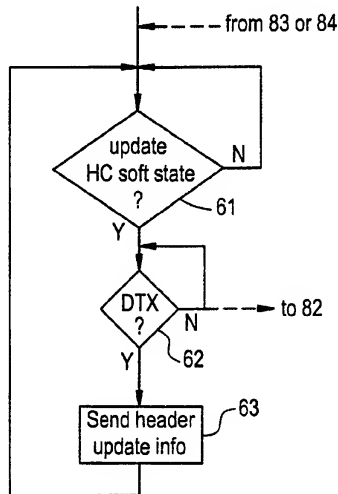 from 83 or 84
update
HC soft state
?
N
61
Y
DTX
?
N
to 82
62
Y
Send header
update info
63